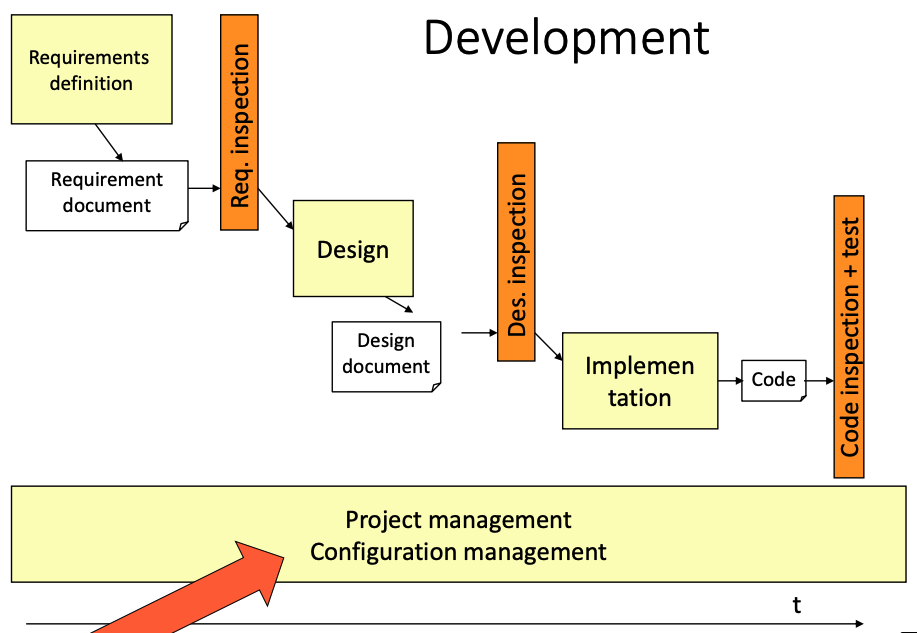 Development
Requirements
definition
Req. inspection
Requirement
document
Design
Des. inspection
Design
document
Implemen
tation
Code
Code inspection + test
Project management
Configuration management
t